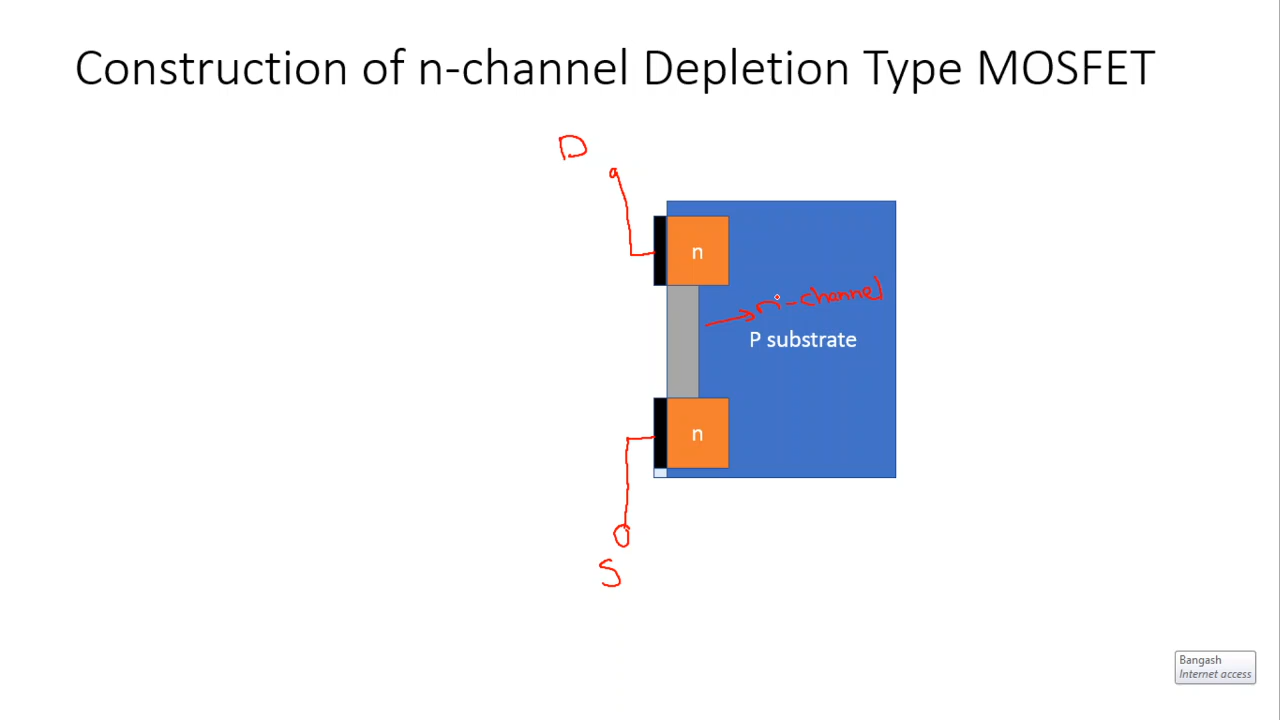 Construction of n-channel Depletion Type MOSFET
D
n
n-channel
P substrate
n
S
Bangash
Internet access